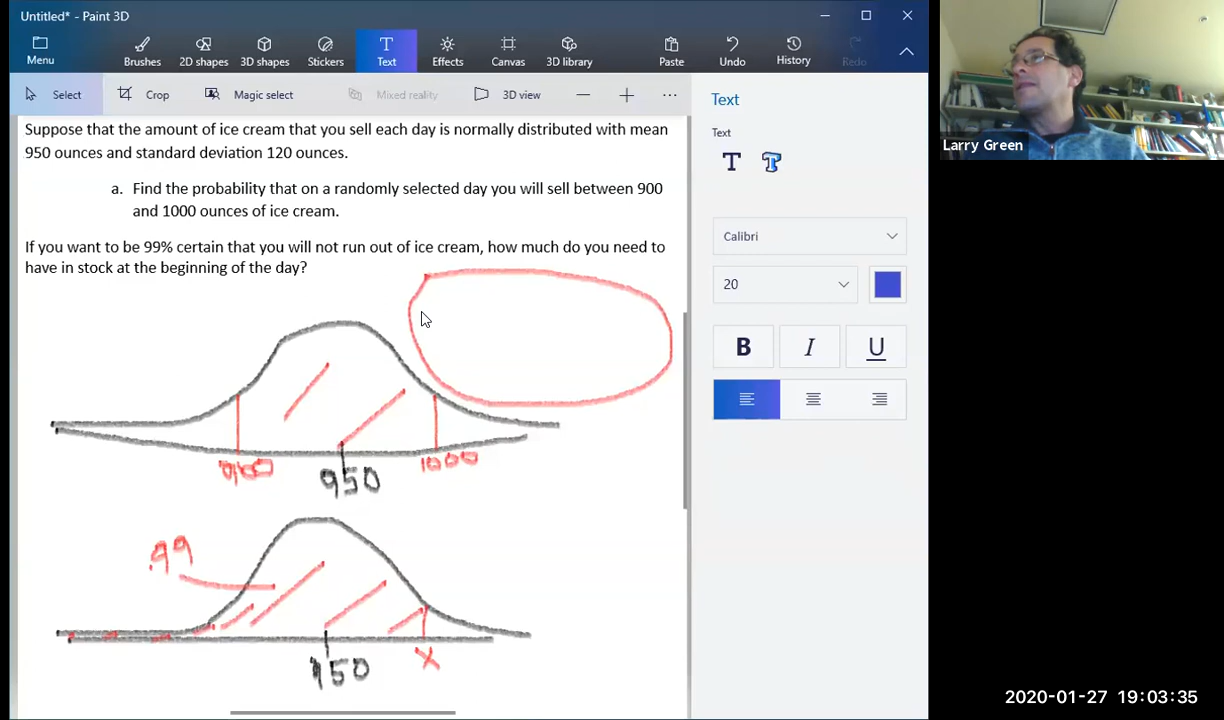 Untitled* - Paint 3D
Menu
Brushes
2D shapes
3D shapes
Stickers
Text
Effects
Canvas
3D library
Paste
Undo
History
Redo
Select
Crop
Magic select
Mixed reality
3D view
Suppose that the amount of ice cream that you sell each day is normally distributed with mean
950 ounces and standard deviation 120 ounces.
a. Find the probability that on a randomly selected day you will sell between 900
and 1000 ounces of ice cream.
If you want to be 99% certain that you will not run out of ice cream, how much do you need to
have in stock at the beginning of the day?
900
950
1000
.99
950
X
Text
Text
T
T
Calibri
20
B
I
U
Larry Green
2020-01-27 19:03:35